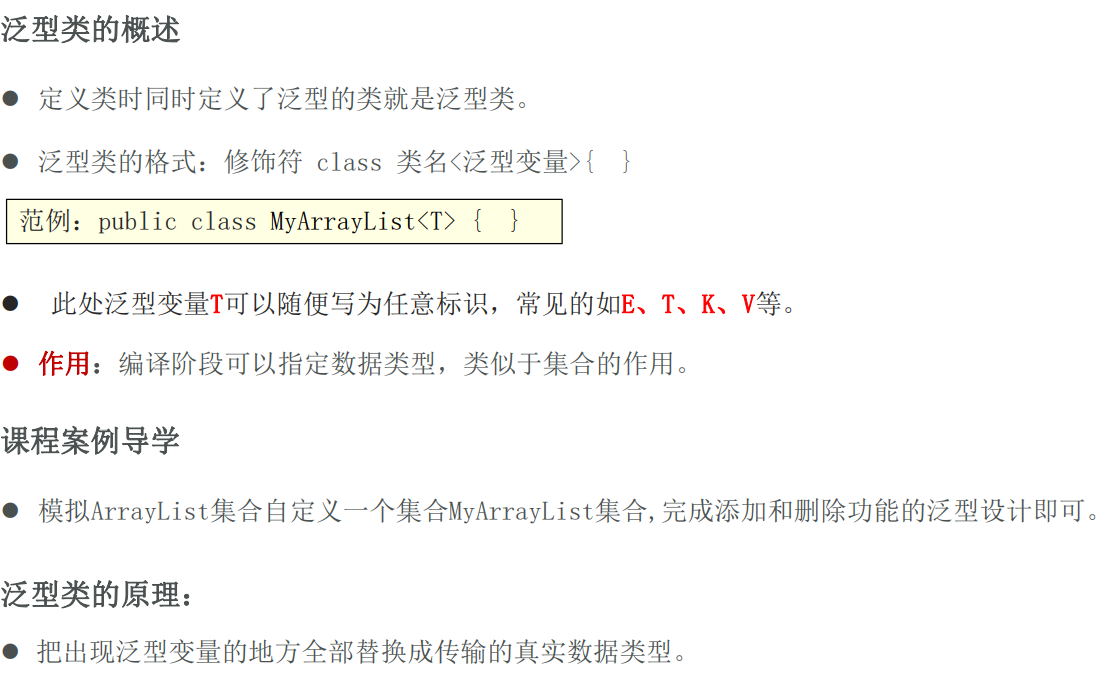 泛型类的概述
● 定义类时同时定义了泛型的类就是泛型类。
● 泛型类的格式：修饰符 class 类名<泛型变量>{  }
范例：public class MyArrayList<T> {  }
● 此处泛型变量T可以随便写为任意标识，常见的如E、T、K、V等。
● 作用：编译阶段可以指定数据类型，类似于集合的作用。
课程案例导学
● 模拟ArrayList集合自定义一个集合MyArrayList集合,完成添加和删除功能的泛型设计即可。
泛型类的原理：
● 把出现泛型变量的地方全部替换成传输的真实数据类型。